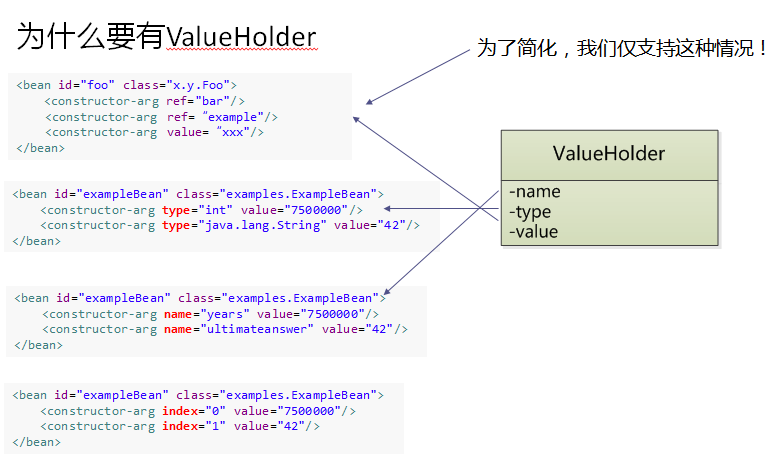 为什么要有ValueHolder
为了简化，我们仅支持这种情况！
<bean id="foo" class="x.y.Foo">
<constructor-arg ref="bar"/>
<constructor-arg ref= “example"/>
<constructor-arg value= “xxx"/>
</bean>
ValueHolder
-name
-type
-value
<bean id="exampleBean" class="examples.ExampleBean">
<constructor-arg type="int" value="7500000"/>
<constructor-arg type="java.lang.String" value="42"/>
</bean>
<bean id="exampleBean" class="examples.ExampleBean">
<constructor-arg name="years" value="7500000"/>
<constructor-arg name="ultimateanswer" value="42"/>
</bean>
<bean id="exampleBean" class="examples.ExampleBean">
<constructor-arg index="0" value="7500000"/>
<constructor-arg index="1" value="42"/>
</bean>